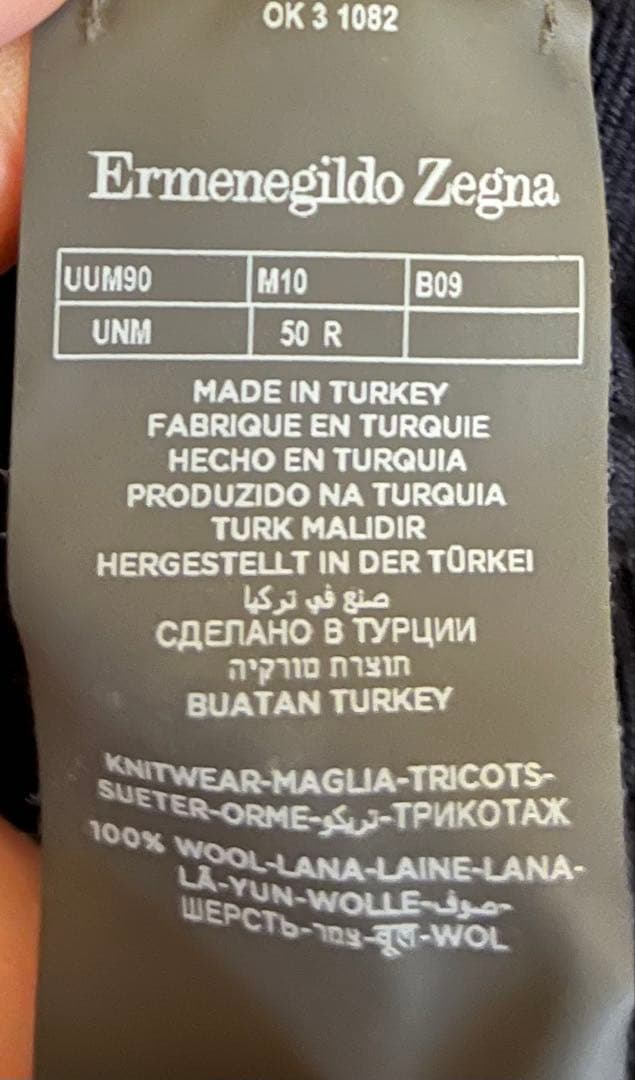 OK 3 1082
Ermenegildo Zegna
UUM90 M10 B09
UNM 50 R
MADE IN TURKEY
FABRIQUE EN TURQUIE
HECHO EN TURQUIA
PRODUZIDO NA TURQUIA
TURK MALIDIR
HERGESTELLT IN DER TÜRKEI
صنع في تركيا
СДЕЛАНО В ТУРЦИИ
תוצרת טורקיה
BUATAN TURKEY
KNITWEAR-MAGLIA-TRICOTS-
SUETER-ORME-تريكو-ТРИКОТАЖ
100% WOOL-LANA-LAINE-LANA-
LÃ-YUN-WOLLE-صوف-
ШЕРСТЬ-צמר-वूल-WOL